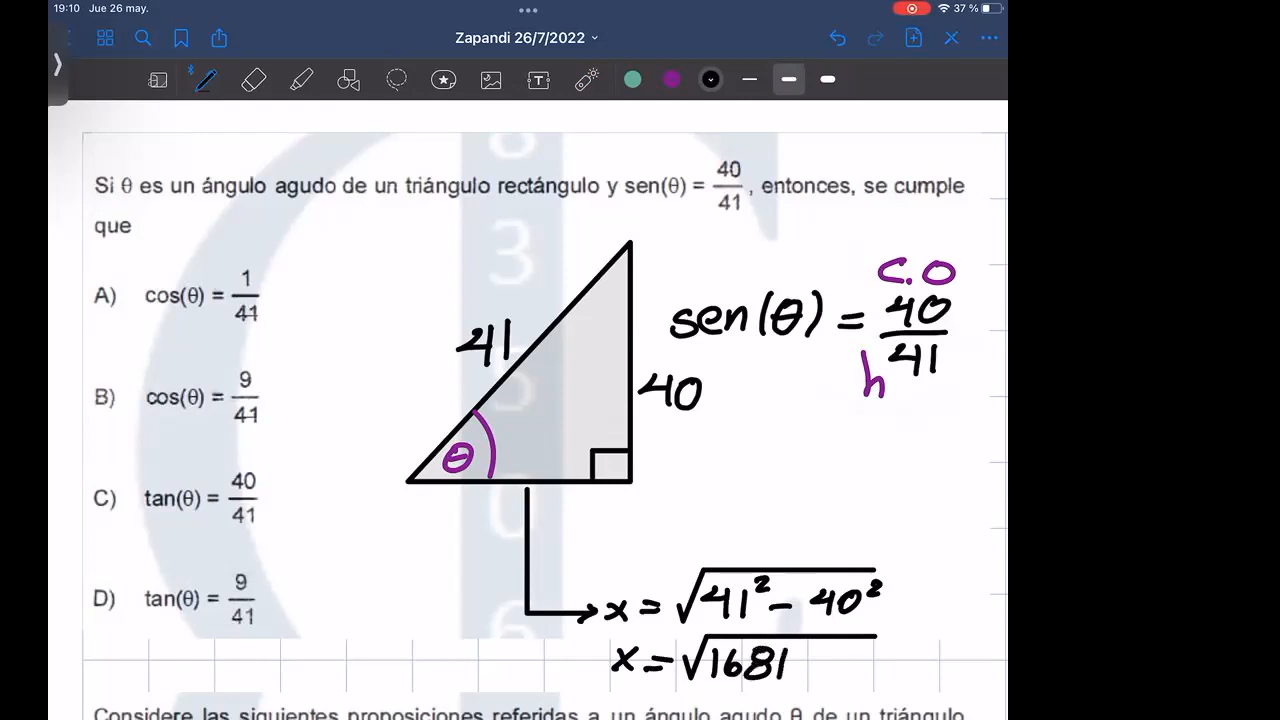 19:10 Jue 26 may.
37 %
Zapandi 26/7/2022
Si θ es un ángulo agudo de un triángulo rectángulo y sen(θ) = 40/41, entonces, se cumple
que
A) cos(θ) = 1/41
B) cos(θ) = 9/41
C) tan(θ) = 40/41
D) tan(θ) = 9/41
41
40
θ
c.o
sen(θ) = 40/41
h
x = √41² - 40²
x = √1681
Considere las siguientes proposiciones referidas a un ángulo agudo θ de un triángulo